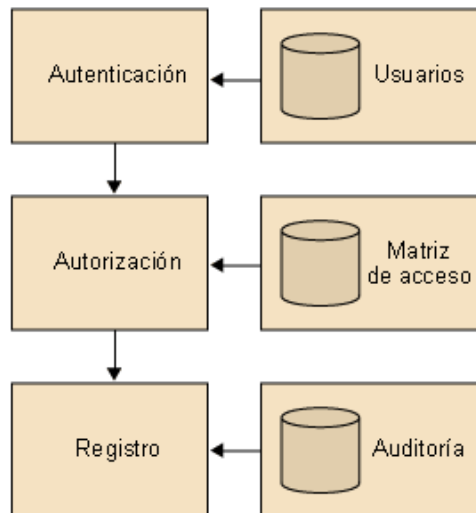 Autenticación
Usuarios
Autorización
Matriz
de acceso
Registro
Auditoría